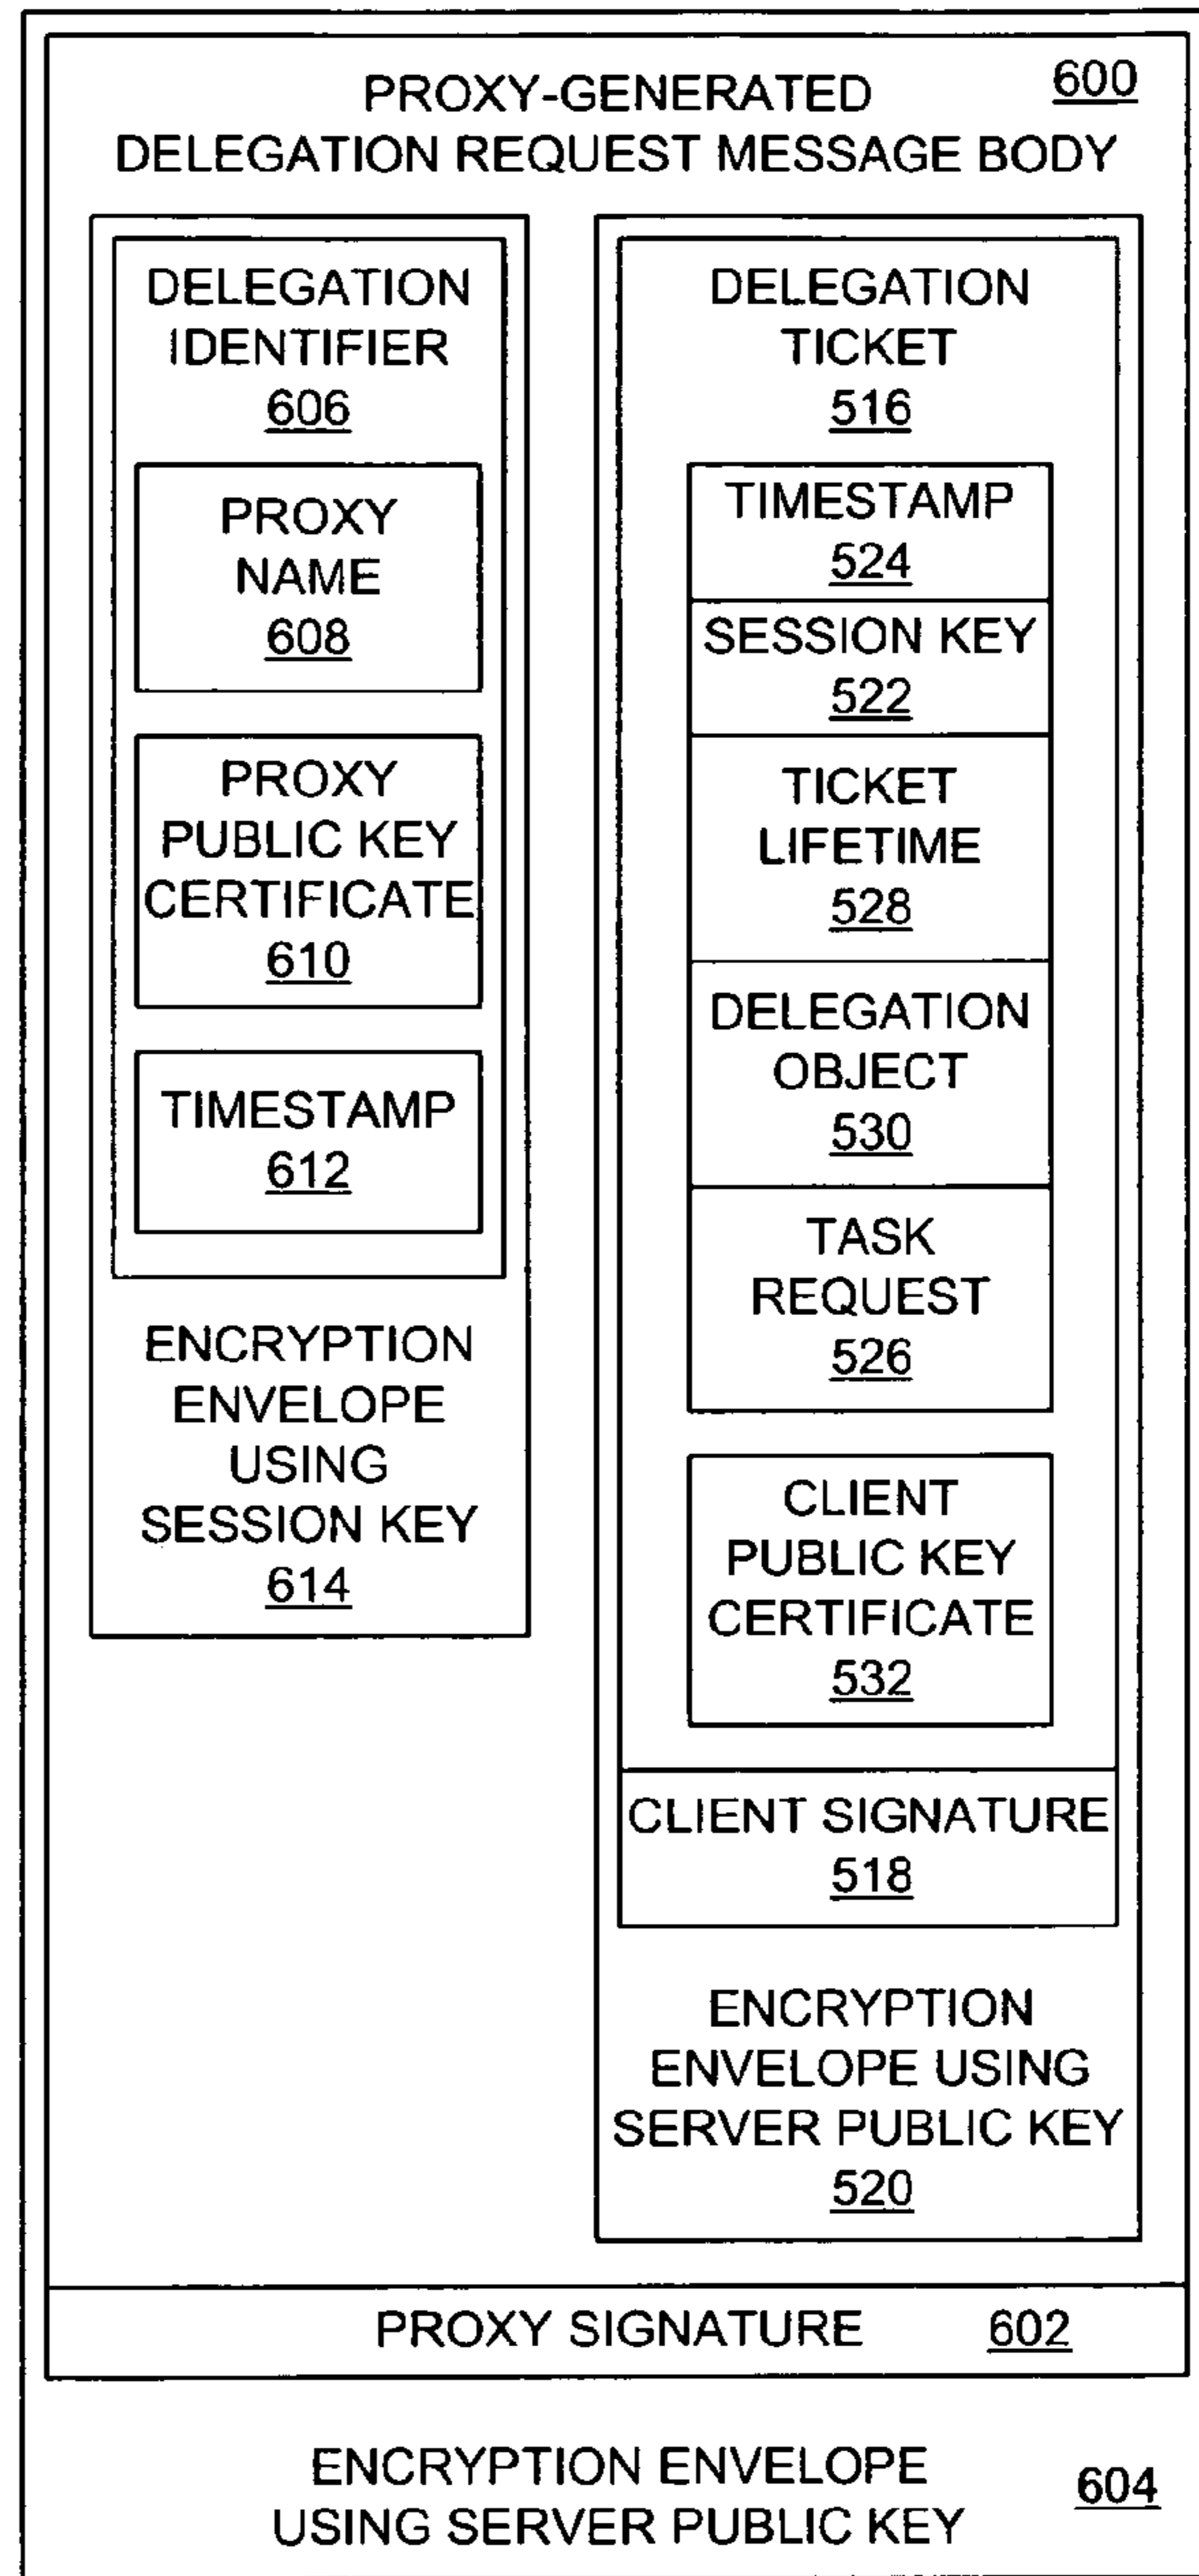 PROXY-GENERATED 600
DELEGATION REQUEST MESSAGE BODY
DELEGATION
IDENTIFIER
606
PROXY
NAME
608
PROXY
PUBLIC KEY
CERTIFICATE
610
TIMESTAMP
612
ENCRYPTION
ENVELOPE
USING
SESSION KEY
614
DELEGATION
TICKET
516
TIMESTAMP
524
SESSION KEY
522
TICKET
LIFETIME
528
DELEGATION
OBJECT
530
TASK
REQUEST
526
CLIENT
PUBLIC KEY
CERTIFICATE
532
CLIENT SIGNATURE
518
ENCRYPTION
ENVELOPE USING
SERVER PUBLIC KEY
520
PROXY SIGNATURE 602
ENCRYPTION ENVELOPE
USING SERVER PUBLIC KEY 604